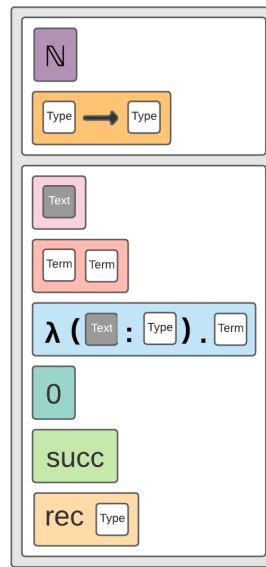 ℕ
Type → Type
Text
Term Term
λ ( Text : Type ) . Term
0
succ
rec Type